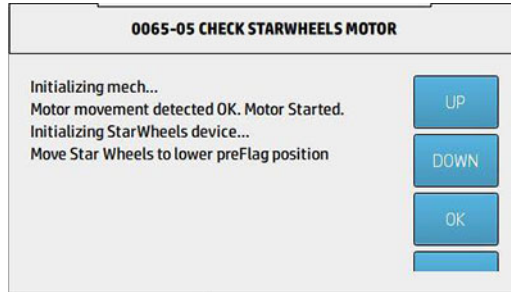 0065-05 CHECK STARWHEELS MOTOR
Initializing mech...
Motor movement detected OK. Motor Started.
Initializing StarWheels device...
Move Star Wheels to lower preFlag position
UP
DOWN
OK